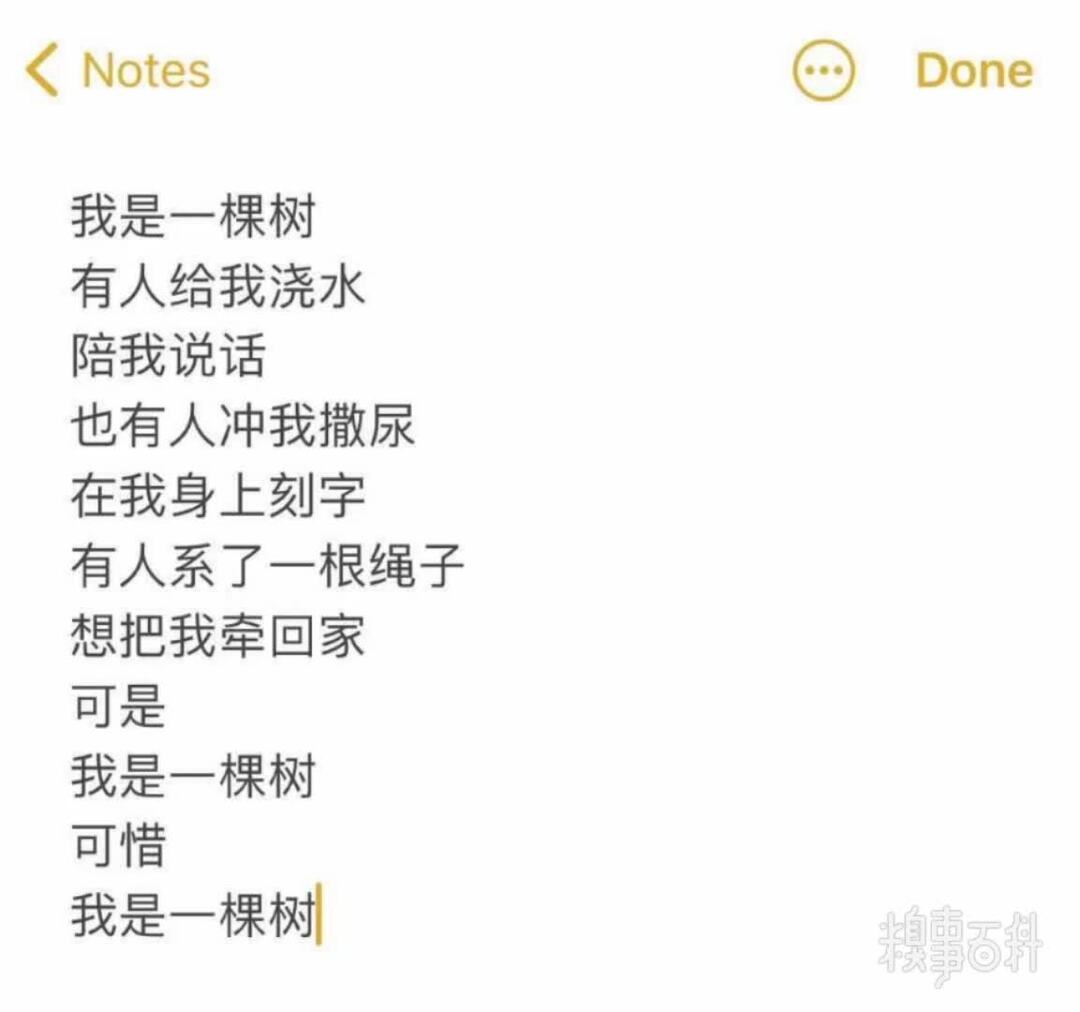 Notes
Done
我是一棵树
有人给我浇水
陪我说话
也有人冲我撒尿
在我身上刻字
有人系了一根绳子
想把我牵回家
可是
我是一棵树
可惜
我是一棵树
糗事百科